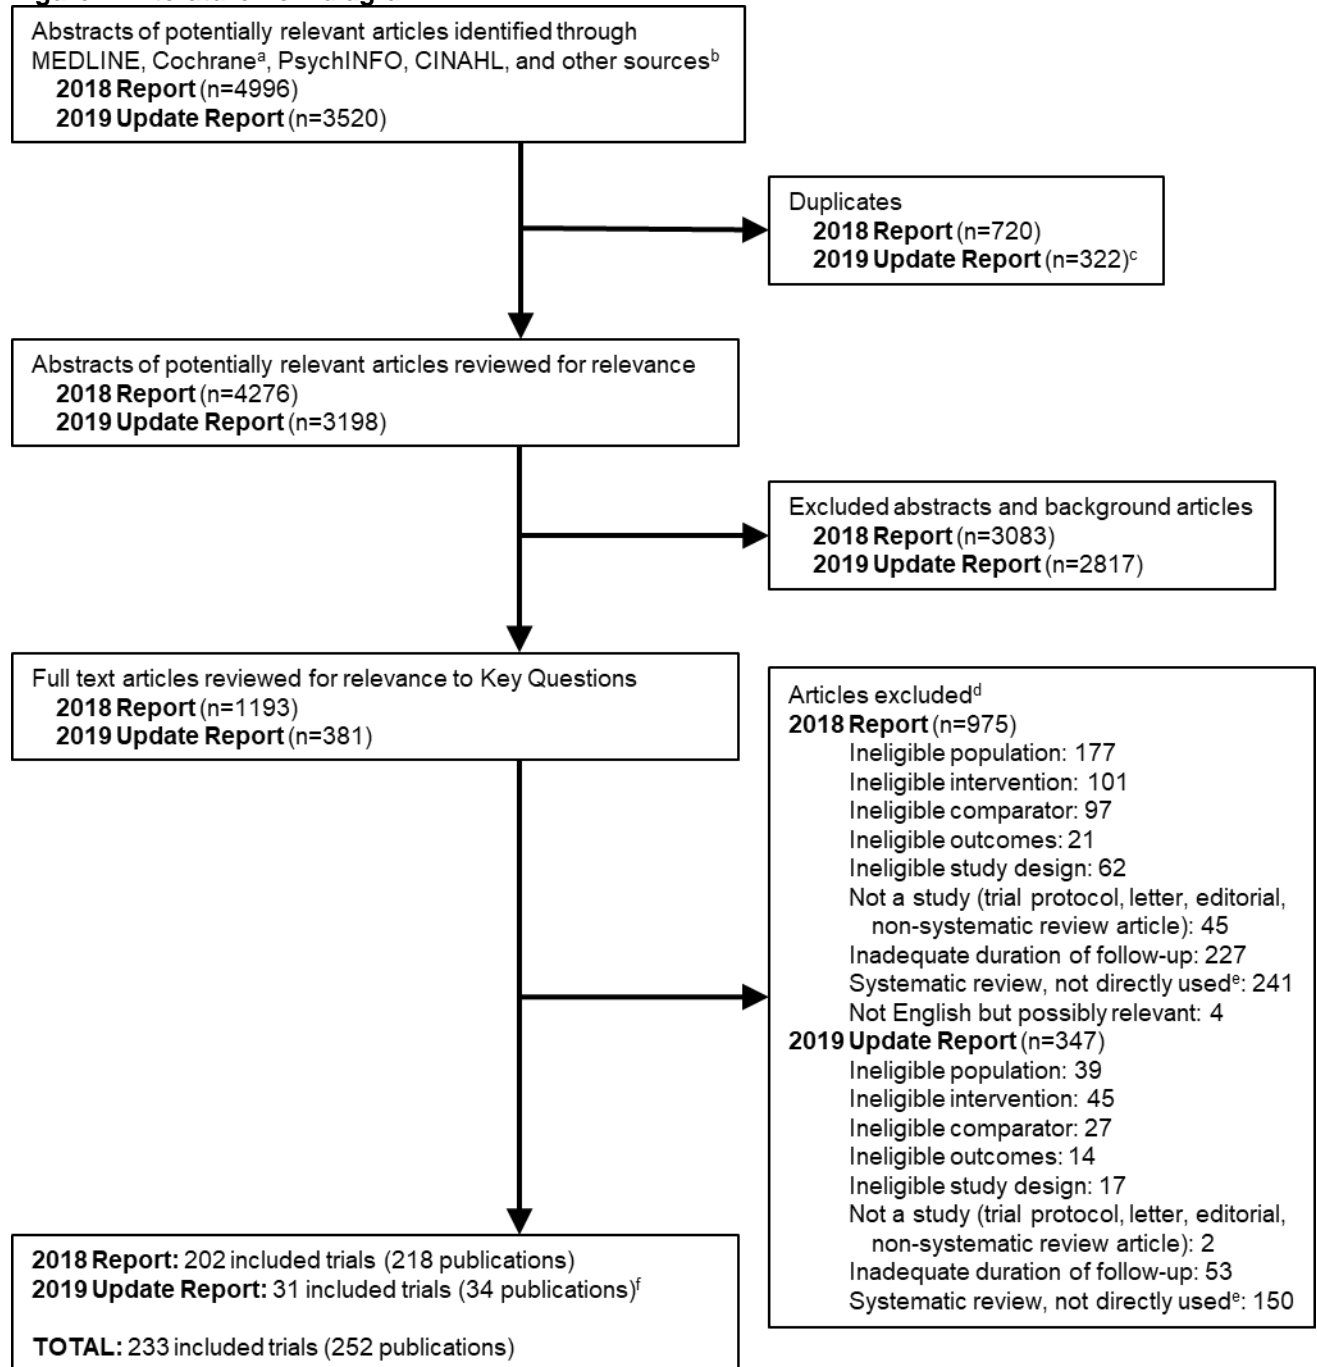 Abstracts of potentially relevant articles identified through
MEDLINE, Cochraneᵃ, PsychINFO, CINAHL, and other sourcesᵇ
2018 Report (n=4996)
2019 Update Report (n=3520)
Duplicates
2018 Report (n=720)
2019 Update Report (n=322)ᶜ
Abstracts of potentially relevant articles reviewed for relevance
2018 Report (n=4276)
2019 Update Report (n=3198)
Excluded abstracts and background articles
2018 Report (n=3083)
2019 Update Report (n=2817)
Full text articles reviewed for relevance to Key Questions
2018 Report (n=1193)
2019 Update Report (n=381)
Articles excludedᵈ
2018 Report (n=975)
Ineligible population: 177
Ineligible intervention: 101
Ineligible comparator: 97
Ineligible outcomes: 21
Ineligible study design: 62
Not a study (trial protocol, letter, editorial,
non-systematic review article): 45
Inadequate duration of follow-up: 227
Systematic review, not directly usedᵉ: 241
Not English but possibly relevant: 4
2019 Update Report (n=347)
Ineligible population: 39
Ineligible intervention: 45
Ineligible comparator: 27
Ineligible outcomes: 14
Ineligible study design: 17
Not a study (trial protocol, letter, editorial,
non-systematic review article): 2
Inadequate duration of follow-up: 53
Systematic review, not directly usedᵉ: 150
2018 Report: 202 included trials (218 publications)
2019 Update Report: 31 included trials (34 publications)ᶠ
TOTAL: 233 included trials (252 publications)